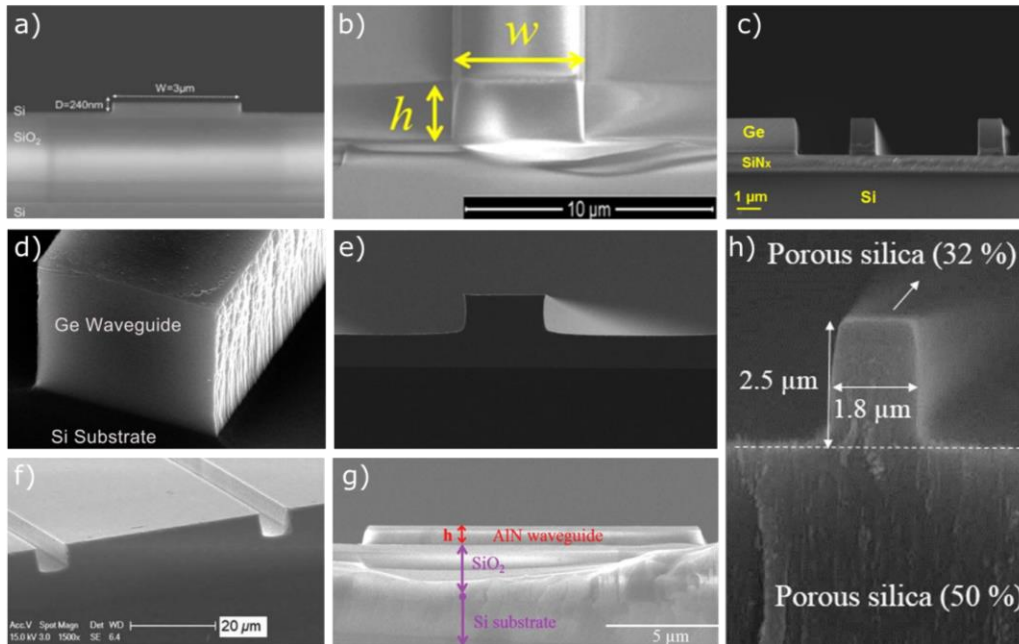 a)
W=3μm
D=240nm
Si
SiO₂
Si
b)
w
h
10 μm
c)
Ge
SiNx
Si
1 μm
d)
Ge Waveguide
Si Substrate
e)
f)
Acc.V Spot Magn Det WD
15.0 kV 3.0 1500x SE 6.4
20 μm
g)
h
AlN waveguide
SiO₂
Si substrate
5 μm
h)
Porous silica (32 %)
2.5 μm
1.8 μm
Porous silica (50 %)